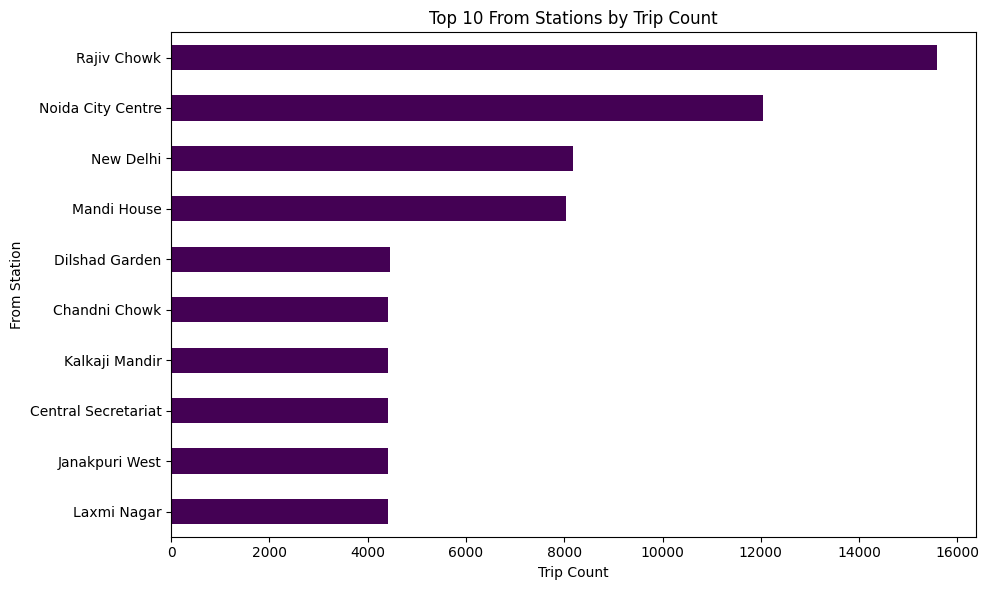 Top 10 From Stations by Trip Count
From Station
Rajiv Chowk
Noida City Centre
New Delhi
Mandi House
Dilshad Garden
Chandni Chowk
Kalkaji Mandir
Central Secretariat
Janakpuri West
Laxmi Nagar
0 2000 4000 6000 8000 10000 12000 14000 16000
Trip Count